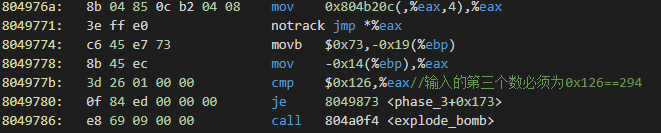 804976a: 8b 04 85 0c b2 04 08 mov 0x804b20c(,%eax,4),%eax
8049771: 3e ff e0 notrack jmp *%eax
8049774: c6 45 e7 73 movb $0x73,-0x19(%ebp)
8049778: 8b 45 ec mov -0x14(%ebp),%eax
804977b: 3d 26 01 00 00 cmp $0x126,%eax//输入的第三个数必须为0x126==294
8049780: 0f 84 ed 00 00 00 je 8049873 <phase_3+0x173>
8049786: e8 69 09 00 00 call 804a0f4 <explode_bomb>